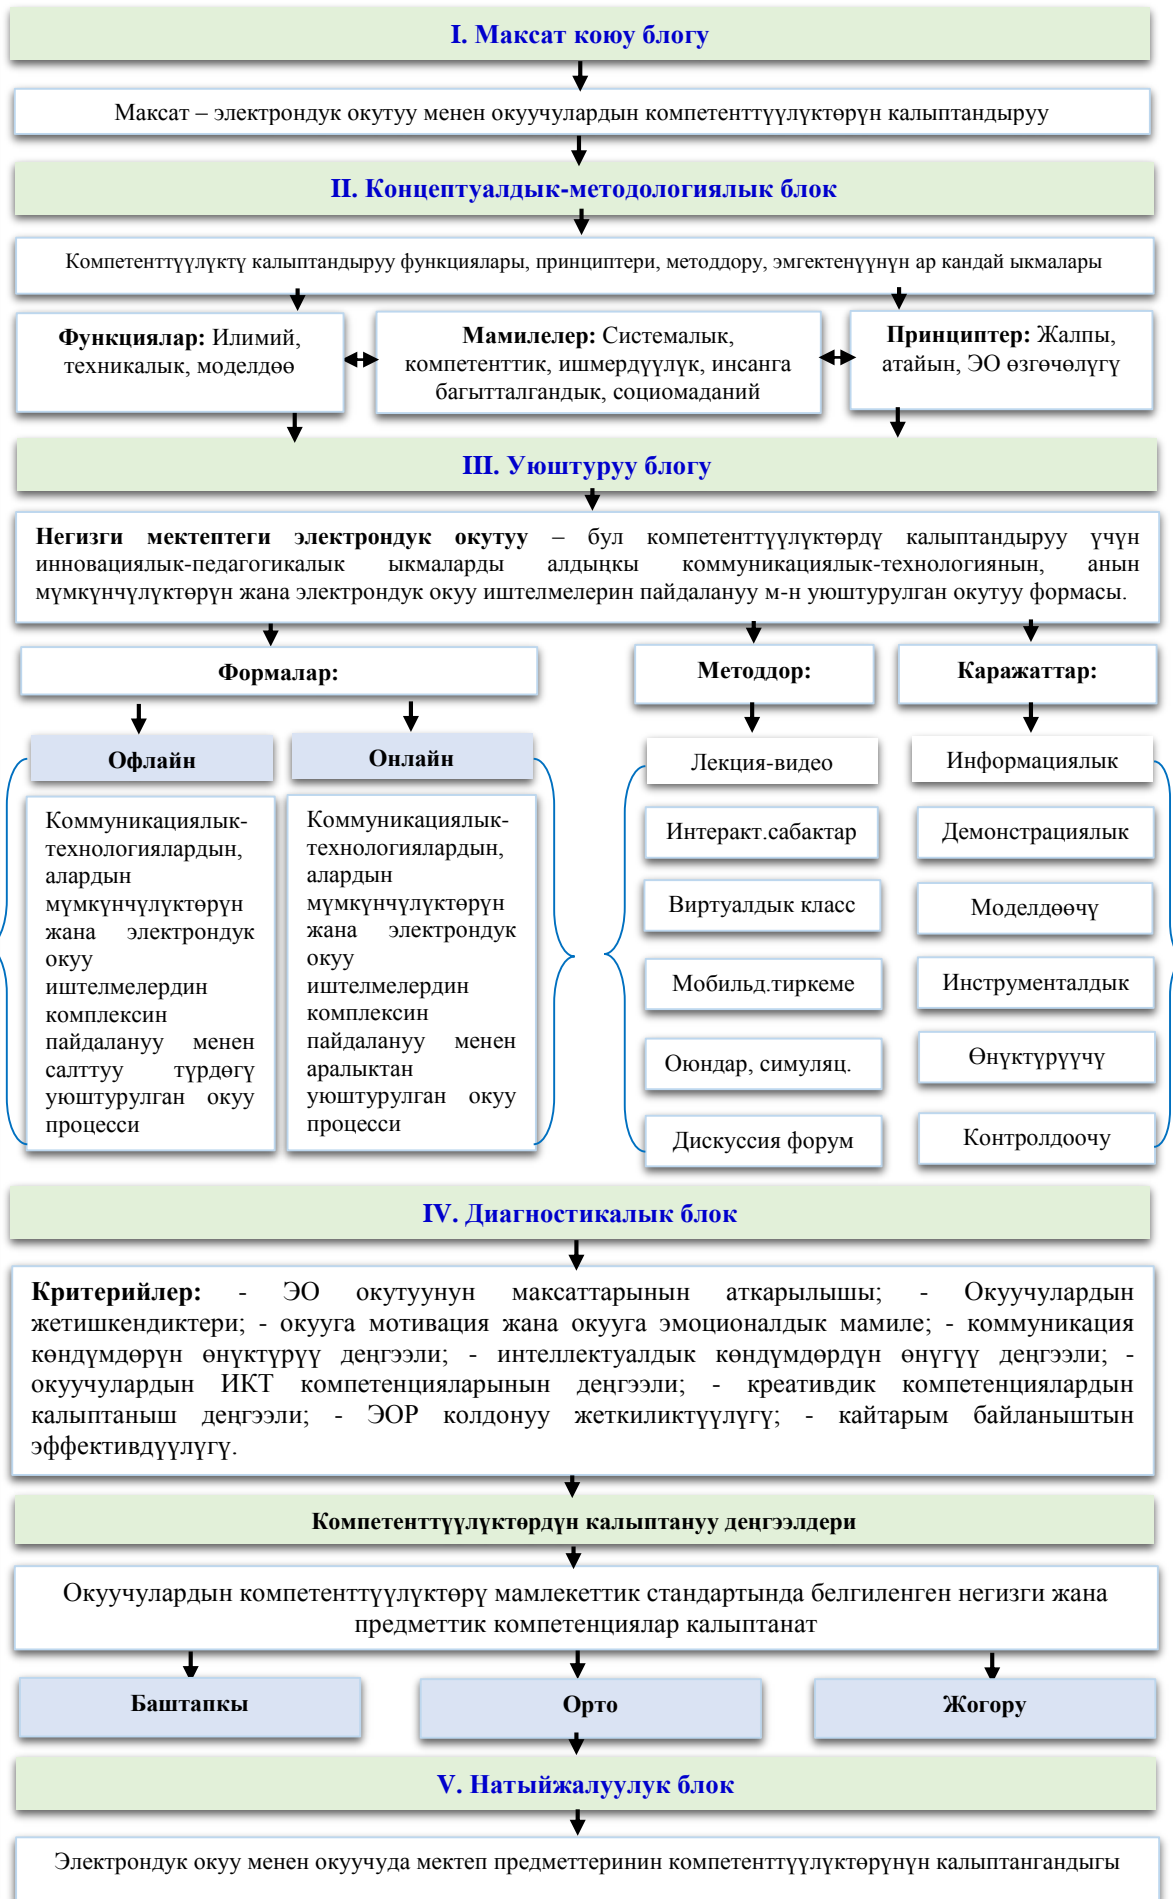 I. Максат коюу блогу
Максат – электрондук окутуу менен окуучулардын компетенттүүлүктөрүн калыптандыруу
II. Концептуалдык-методологиялык блок
Компетенттүүлүктү калыптандыруу функциялары, принциптери, методдору, эмгектенүүнүн ар кандай ыкмалары
Функциялар: Илимий,
техникалык, моделдөө
Мамилелер: Системалык,
компетенттик, ишмердүүлүк, инсанга
багытталгандык, социомаданий
Принциптер: Жалпы,
атайын, ЭО өзгөчөлүгү
III. Уюштуруу блогу
Негизги мектептеги электрондук окутуу – бул компетенттүүлүктөрдү калыптандыруу үчүн
инновациялык-педагогикалык ыкмаларды алдыңкы коммуникациялык-технологиянын, анын
мүмкүнчүлүктөрүн жана электрондук окуу иштелмелерин пайдалануу м-н уюштурулган окутуу формасы.
Формалар:
Методдор:
Каражаттар:
Офлайн
Онлайн
Коммуникациялык-
технологиялардын,
алардын
мүмкүнчүлүктөрүн
жана электрондук
окуу
иштелмелердин
комплексин
пайдалануу менен
салттуу түрдөгү
уюштурулган окуу
процесси
Коммуникациялык-
технологиялардын,
алардын
мүмкүнчүлүктөрүн
жана электрондук
окуу
иштелмелердин
комплексин
пайдалануу менен
аралыктан
уюштурулган окуу
процесси
Лекция-видео
Интеракт.сабактар
Виртуалдык класс
Мобильд.тиркеме
Оюндар, симуляц.
Дискуссия форум
Информациялык
Демонстрациялык
Моделдөөчү
Инструменталдык
Өнүктүрүүчү
Контролдоочу
IV. Диагностикалык блок
Критерийлер: - ЭО окутуунун максаттарынын аткарылышы; - Окуучулардын
жетишкендиктери; - окууга мотивация жана окууга эмоционалдык мамиле; - коммуникация
көндүмдөрүн өнүктүрүү деңгээли; - интеллектуалдык көндүмдөрдүн өнүгүү деңгээли; -
окуучулардын ИКТ компетенцияларынын деңгээли; - креативдик компетенциялардын
калыптаныш деңгээли; - ЭОР колдонуу жеткиликтүүлүгү; - кайтарым байланыштын
эффективдүүлүгү.
Компетенттүүлүктөрдүн калыптануу деңгээлдери
Окуучулардын компетенттүүлүктөрү мамлекеттик стандартында белгиленген негизги жана
предметтик компетенциялар калыптанат
Баштапкы
Орто
Жогору
V. Натыйжалуулук блок
Электрондук окуу менен окуучуда мектеп предметтеринин компетенттүүлүктөрүнүн калыптангандыгы